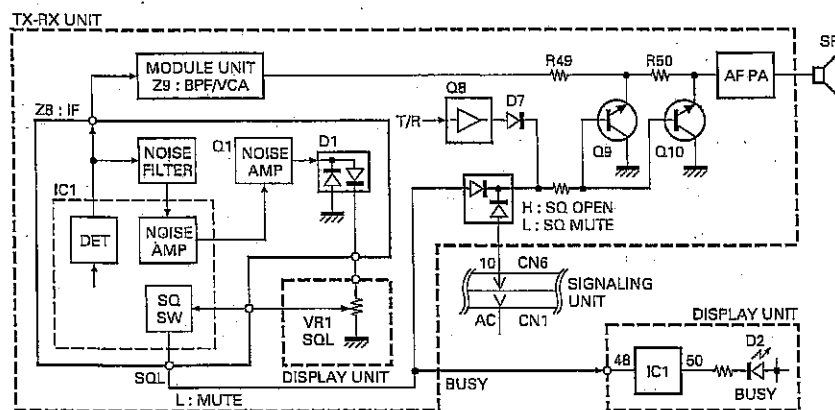 TX-RX UNIT
MODULE UNIT
Z9 : BPF/VCA
R49
R50
AF PA
SP
Z8 : IF
Q8
D7
T/R
Q9
Q10
NOISE
FILTER
Q1
NOISE
AMP
D1
IC1
DET
NOISE
AMP
H : SQ OPEN
L : SQ MUTE
10
CN6
SIGNALING
UNIT
AC
CN1
SQ
SW
VR1
SQL
DISPLAY UNIT
SQL
L : MUTE
BUSY
DISPLAY UNIT
48
IC1
50
D2
BUSY